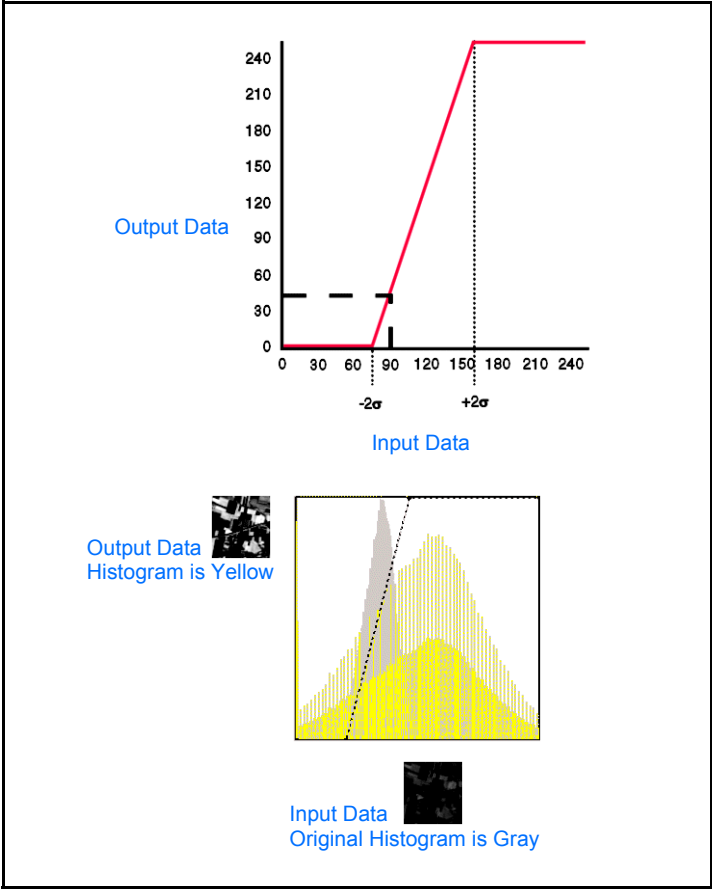 240
210
180
150
120
Output Data
90
60
30
0
0 30 60 90 120 150 180 210 240
-2σ +2σ
Input Data
Output Data
Histogram is Yellow
Input Data
Original Histogram is Gray